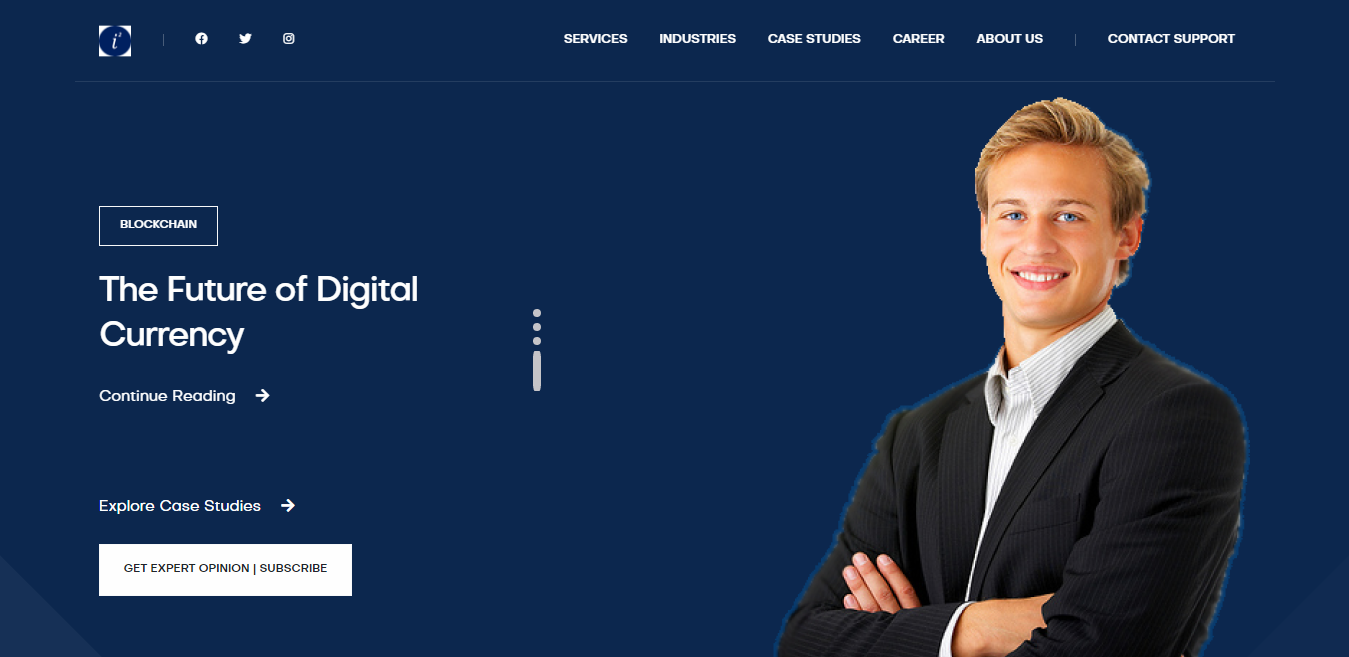 i²
SERVICES INDUSTRIES CASE STUDIES CAREER ABOUT US CONTACT SUPPORT
BLOCKCHAIN
The Future of Digital
Currency
Continue Reading
Explore Case Studies
GET EXPERT OPINION | SUBSCRIBE